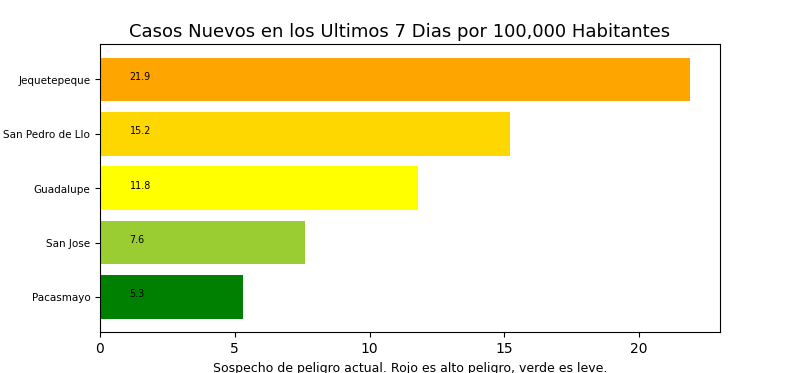 Casos Nuevos en los Ultimos 7 Dias por 100,000 Habitantes
Jequetepeque 21.9
San Pedro de Llo 15.2
Guadalupe 11.8
San Jose 7.6
Pacasmayo 5.3
0 5 10 15 20
Sospecho de peligro actual. Rojo es alto peligro, verde es leve.